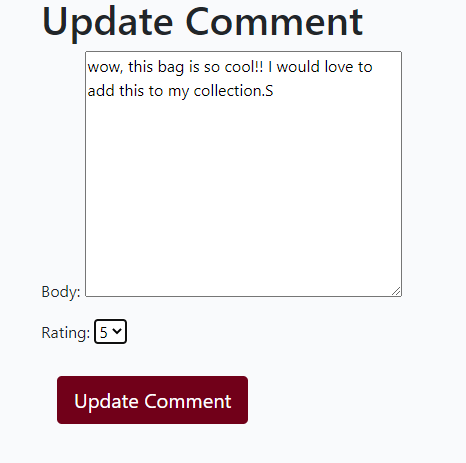 Update Comment
wow, this bag is so cool!! I would love to
add this to my collection.S
Body:
Rating: 5
Update Comment